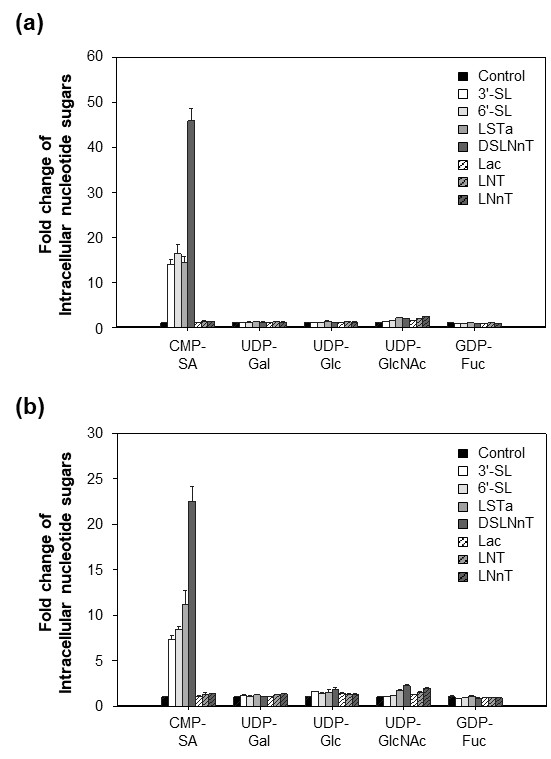 (a)
Fold change of
Intracellular nucleotide sugars
60
50
40
30
20
10
0
Control
3'-SL
6'-SL
LSTa
DSLNnT
Lac
LNT
LNnT
CMP-
SA
UDP-
Gal
UDP-
Glc
UDP-
GlcNAc
GDP-
Fuc
(b)
Fold change of
Intracellular nucleotide sugars
30
25
20
15
10
5
0
Control
3'-SL
6'-SL
LSTa
DSLNnT
Lac
LNT
LNnT
CMP-
SA
UDP-
Gal
UDP-
Glc
UDP-
GlcNAc
GDP-
Fuc